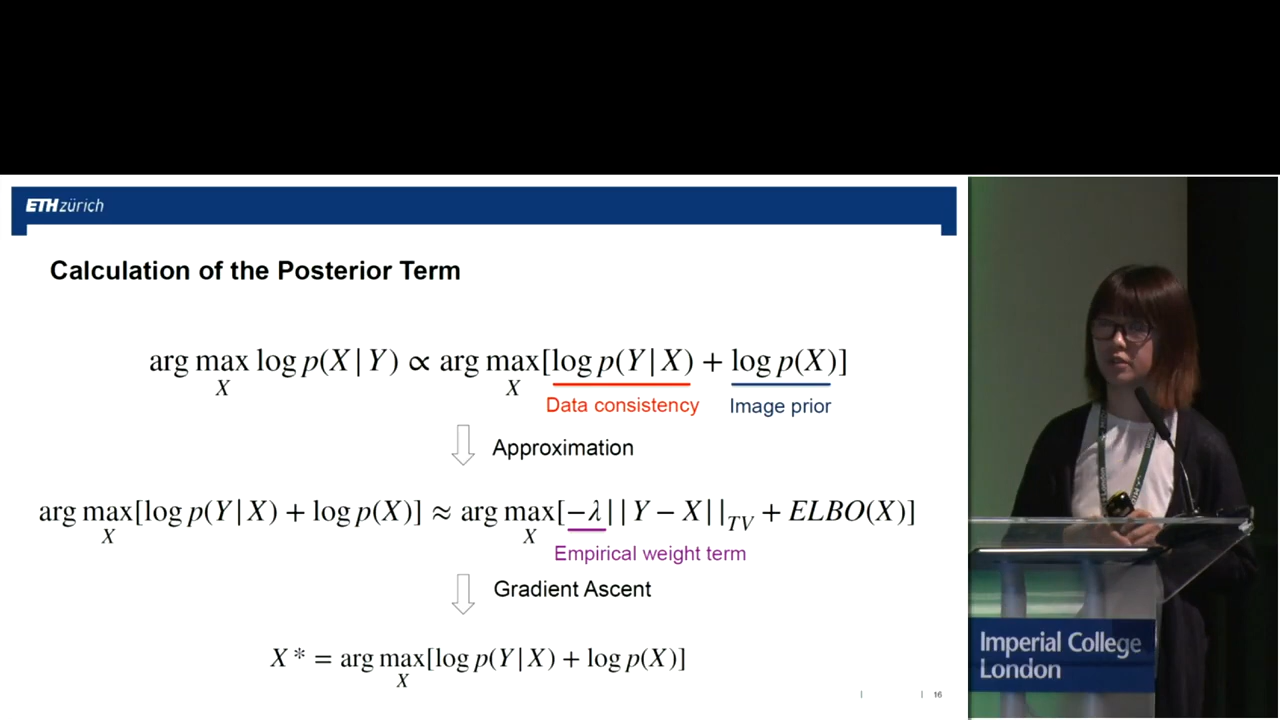 ETH zürich
Calculation of the Posterior Term
arg max log p(X|Y) ∝ arg max[log p(Y|X) + log p(X)]
X X
Data consistency Image prior
Approximation
arg max[log p(Y|X) + log p(X)] ≈ arg max[−λ||Y − X||_TV + ELBO(X)]
X X
Empirical weight term
Gradient Ascent
X* = arg max[log p(Y|X) + log p(X)]
X
16
Imperial College
London